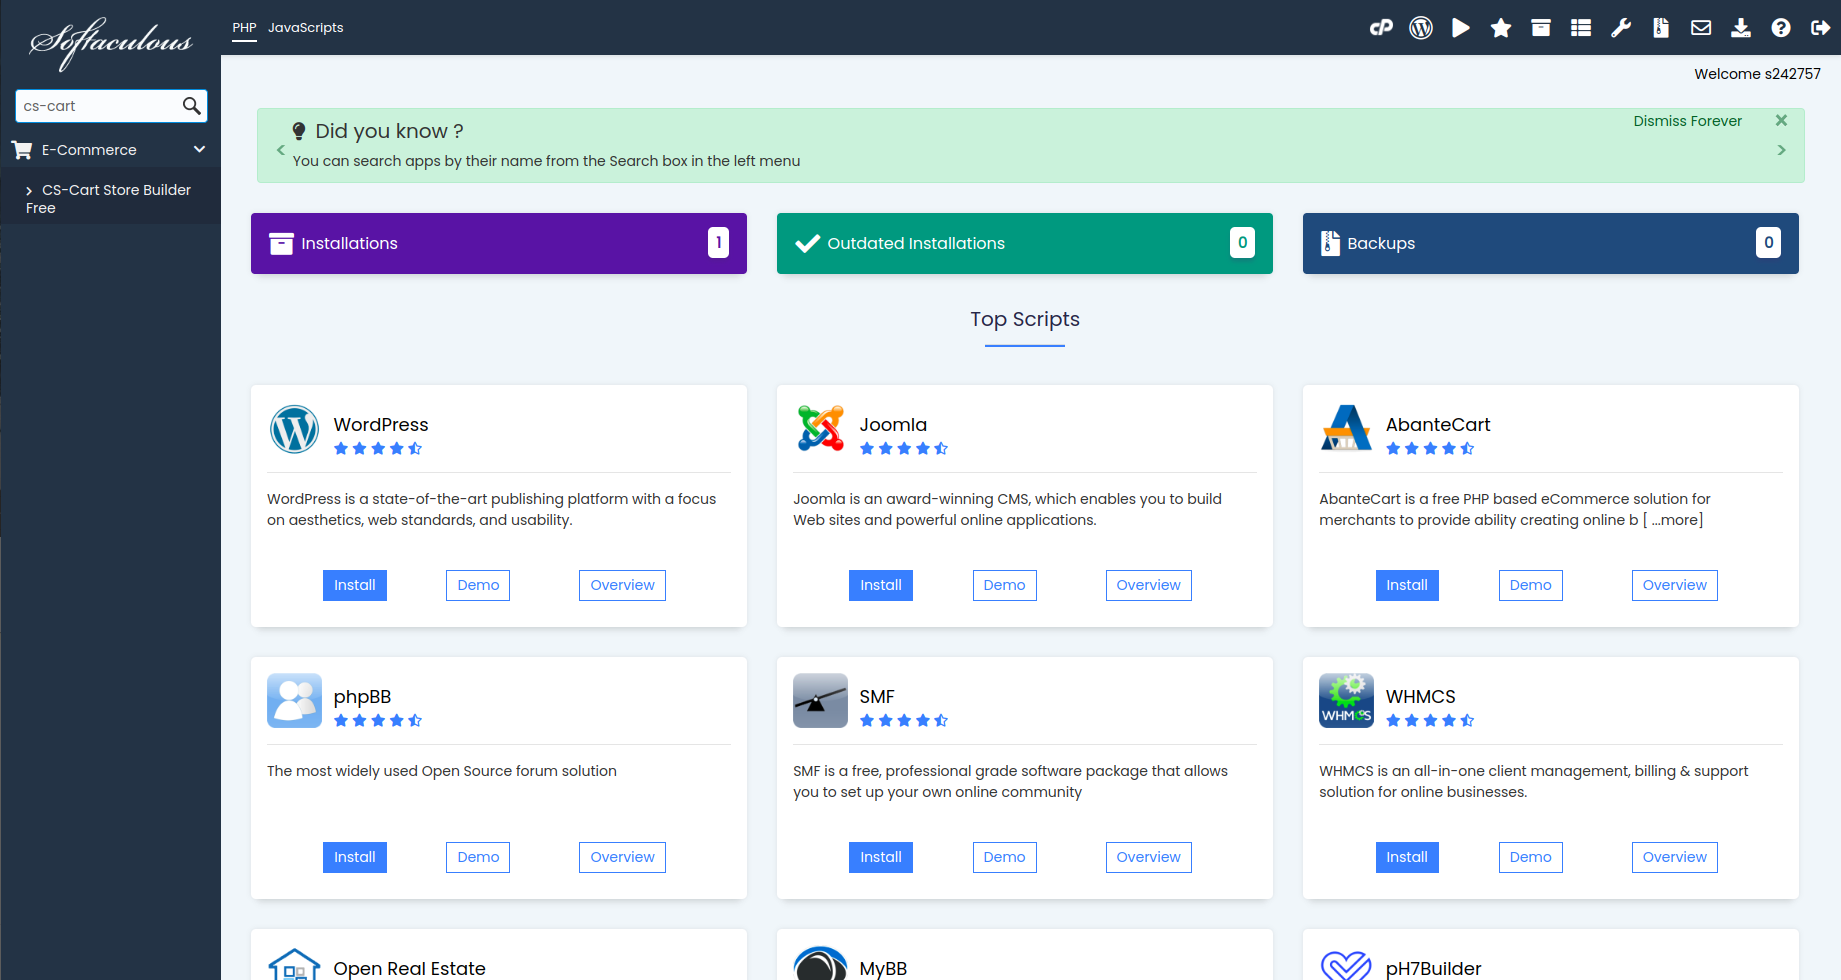 Softaculous
PHP JavaScripts
Welcome s242757
cs-cart
E-Commerce
CS-Cart Store Builder
Free
Did you know ?
Dismiss Forever
You can search apps by their name from the Search box in the left menu
Installations 1
Outdated Installations 0
Backups 0
Top Scripts
WordPress
WordPress is a state-of-the-art publishing platform with a focus
on aesthetics, web standards, and usability.
Install Demo Overview
Joomla
Joomla is an award-winning CMS, which enables you to build
Web sites and powerful online applications.
Install Demo Overview
AbanteCart
AbanteCart is a free PHP based eCommerce solution for
merchants to provide ability creating online b [ ...more]
Install Demo Overview
phpBB
The most widely used Open Source forum solution
Install Demo Overview
SMF
SMF is a free, professional grade software package that allows
you to set up your own online community
Install Demo Overview
WHMCS
WHMCS
WHMCS is an all-in-one client management, billing & support
solution for online businesses.
Install Demo Overview
Open Real Estate
MyBB
pH7Builder